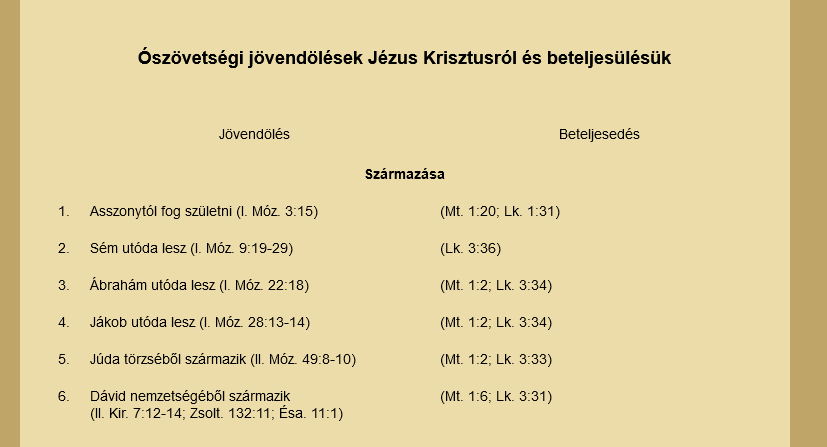 Ószövetségi jövendölések Jézus Krisztusról és beteljesülésük
Jövendölés Beteljesedés
Származása
1. Asszonytól fog születni (I. Móz. 3:15) (Mt. 1:20; Lk. 1:31)
2. Sém utóda lesz (I. Móz. 9:19-29) (Lk. 3:36)
3. Ábrahám utóda lesz (I. Móz. 22:18) (Mt. 1:2; Lk. 3:34)
4. Jákob utóda lesz (I. Móz. 28:13-14) (Mt. 1:2; Lk. 3:34)
5. Júda törzséből származik (II. Móz. 49:8-10) (Mt. 1:2; Lk. 3:33)
6. Dávid nemzetségéből származik (Mt. 1:6; Lk. 3:31)
(II. Kir. 7:12-14; Zsolt. 132:11; Ésa. 11:1)